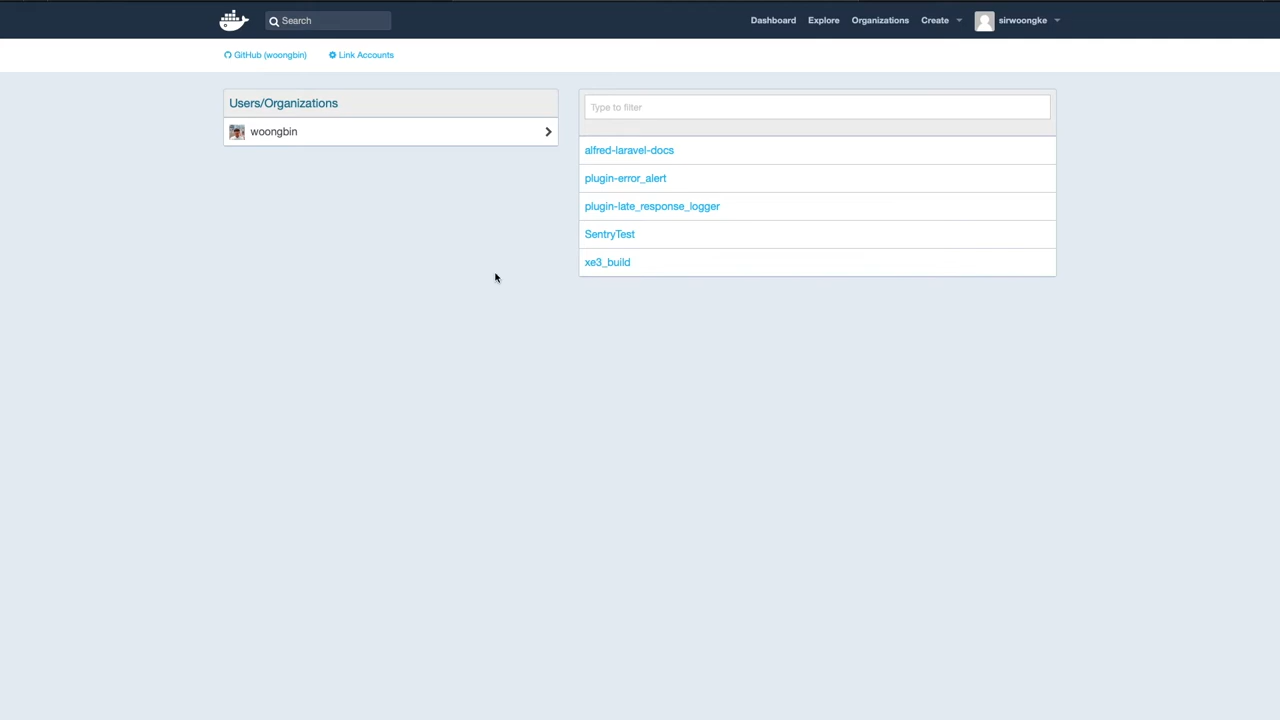 Search
Dashboard Explore Organizations Create sirwoongke
GitHub (woongbin) Link Accounts
Users/Organizations
woongbin
Type to filter
alfred-laravel-docs
plugin-error_alert
plugin-late_response_logger
SentryTest
xe3_build